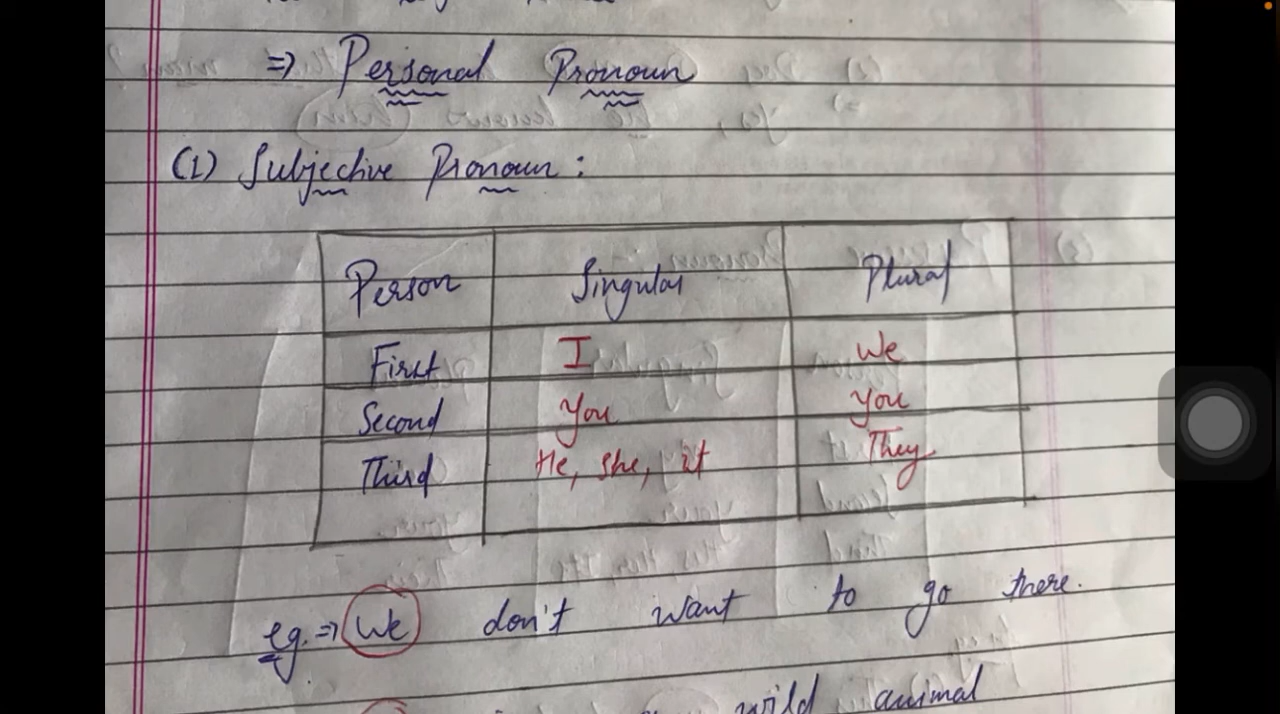 ⇒ Personal Pronoun
(1) Subjective Pronoun :
Person Singular Plural
First I We
Second You You
Third He, she, it They
eg. ⇒ We don't want to go there.
wild animal